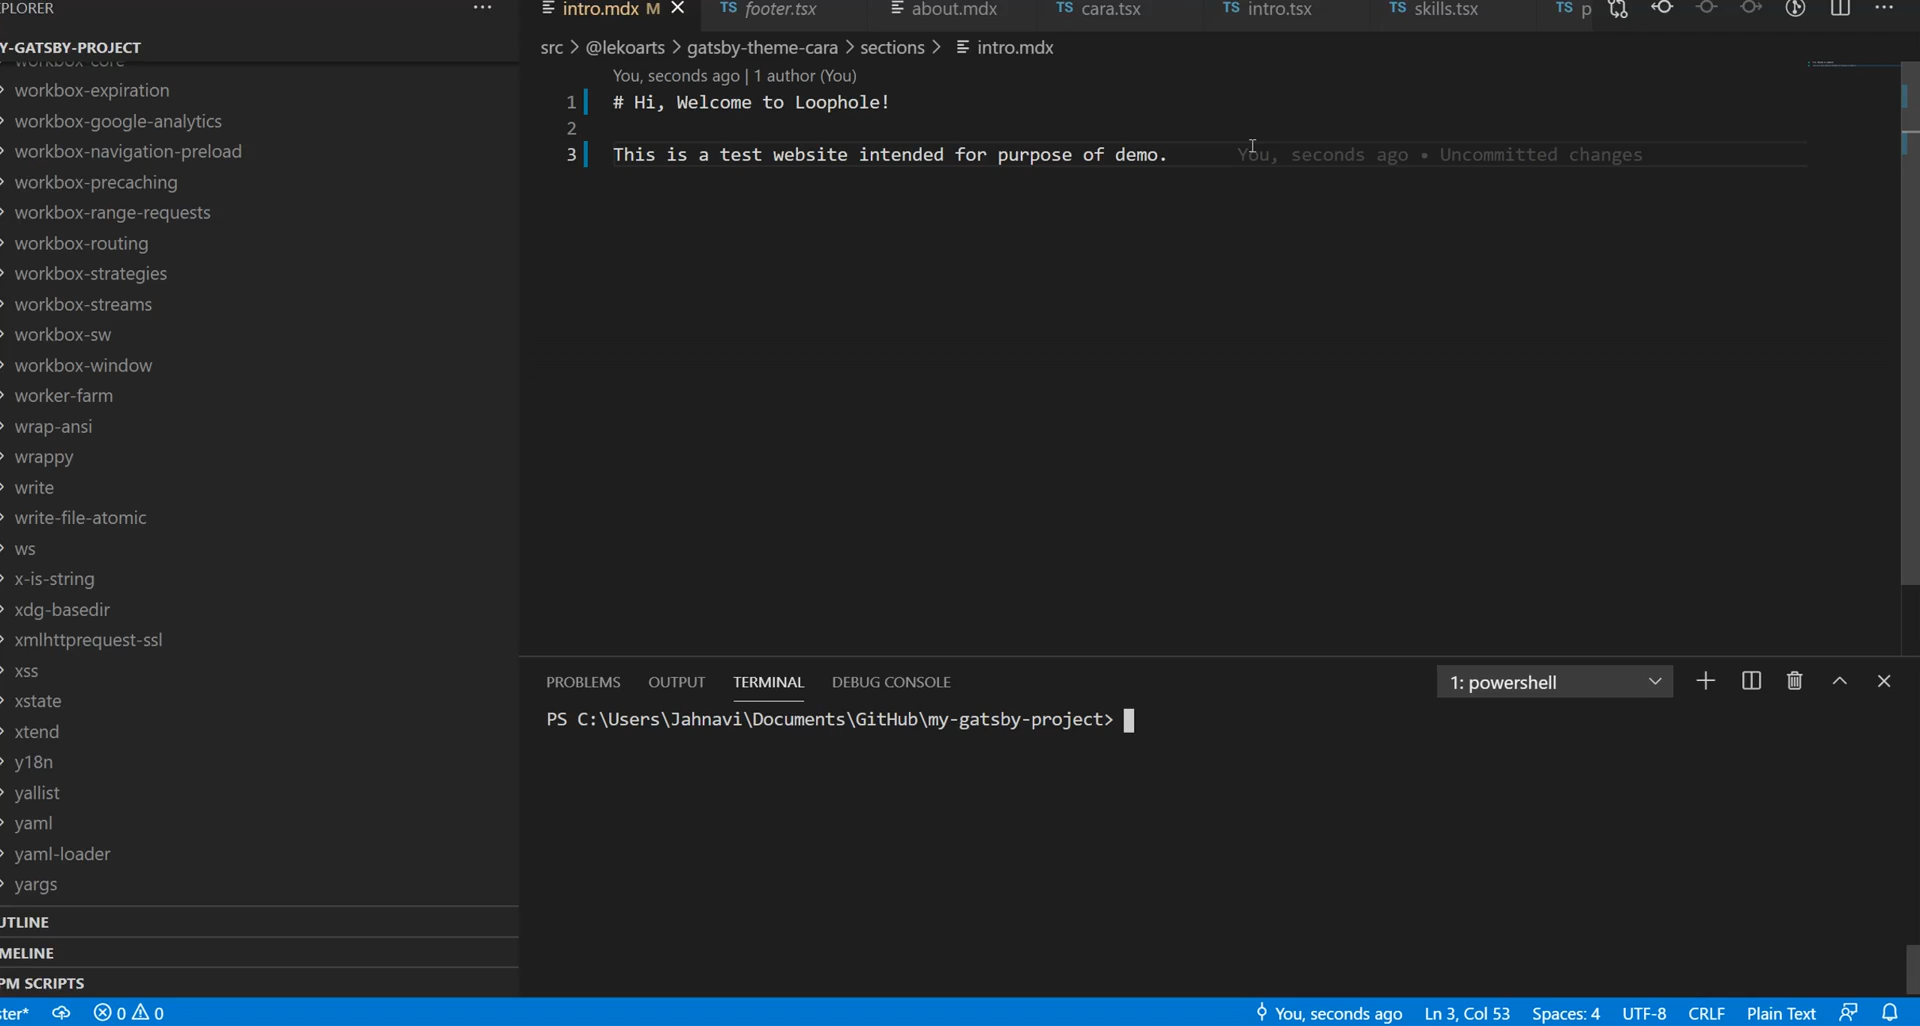 PLORER
Y-GATSBY-PROJECT
workbox-core
workbox-expiration
workbox-google-analytics
workbox-navigation-preload
workbox-precaching
workbox-range-requests
workbox-routing
workbox-strategies
workbox-streams
workbox-sw
workbox-window
worker-farm
wrap-ansi
wrappy
write
write-file-atomic
ws
x-is-string
xdg-basedir
xmlhttprequest-ssl
xss
xstate
xtend
y18n
yallist
yaml
yaml-loader
yargs
UTLINE
MELINE
PM SCRIPTS
intro.mdx M
TS footer.tsx
about.mdx
TS cara.tsx
TS intro.tsx
TS skills.tsx
TS p
src > @lekoarts > gatsby-theme-cara > sections > intro.mdx
You, seconds ago | 1 author (You)
1 # Hi, Welcome to Loophole!
2
3 This is a test website intended for purpose of demo. You, seconds ago • Uncommitted changes
PROBLEMS OUTPUT TERMINAL DEBUG CONSOLE 1: powershell
PS C:\Users\Jahnavi\Documents\GitHub\my-gatsby-project>
ter* 0 0 You, seconds ago Ln 3, Col 53 Spaces: 4 UTF-8 CRLF Plain Text